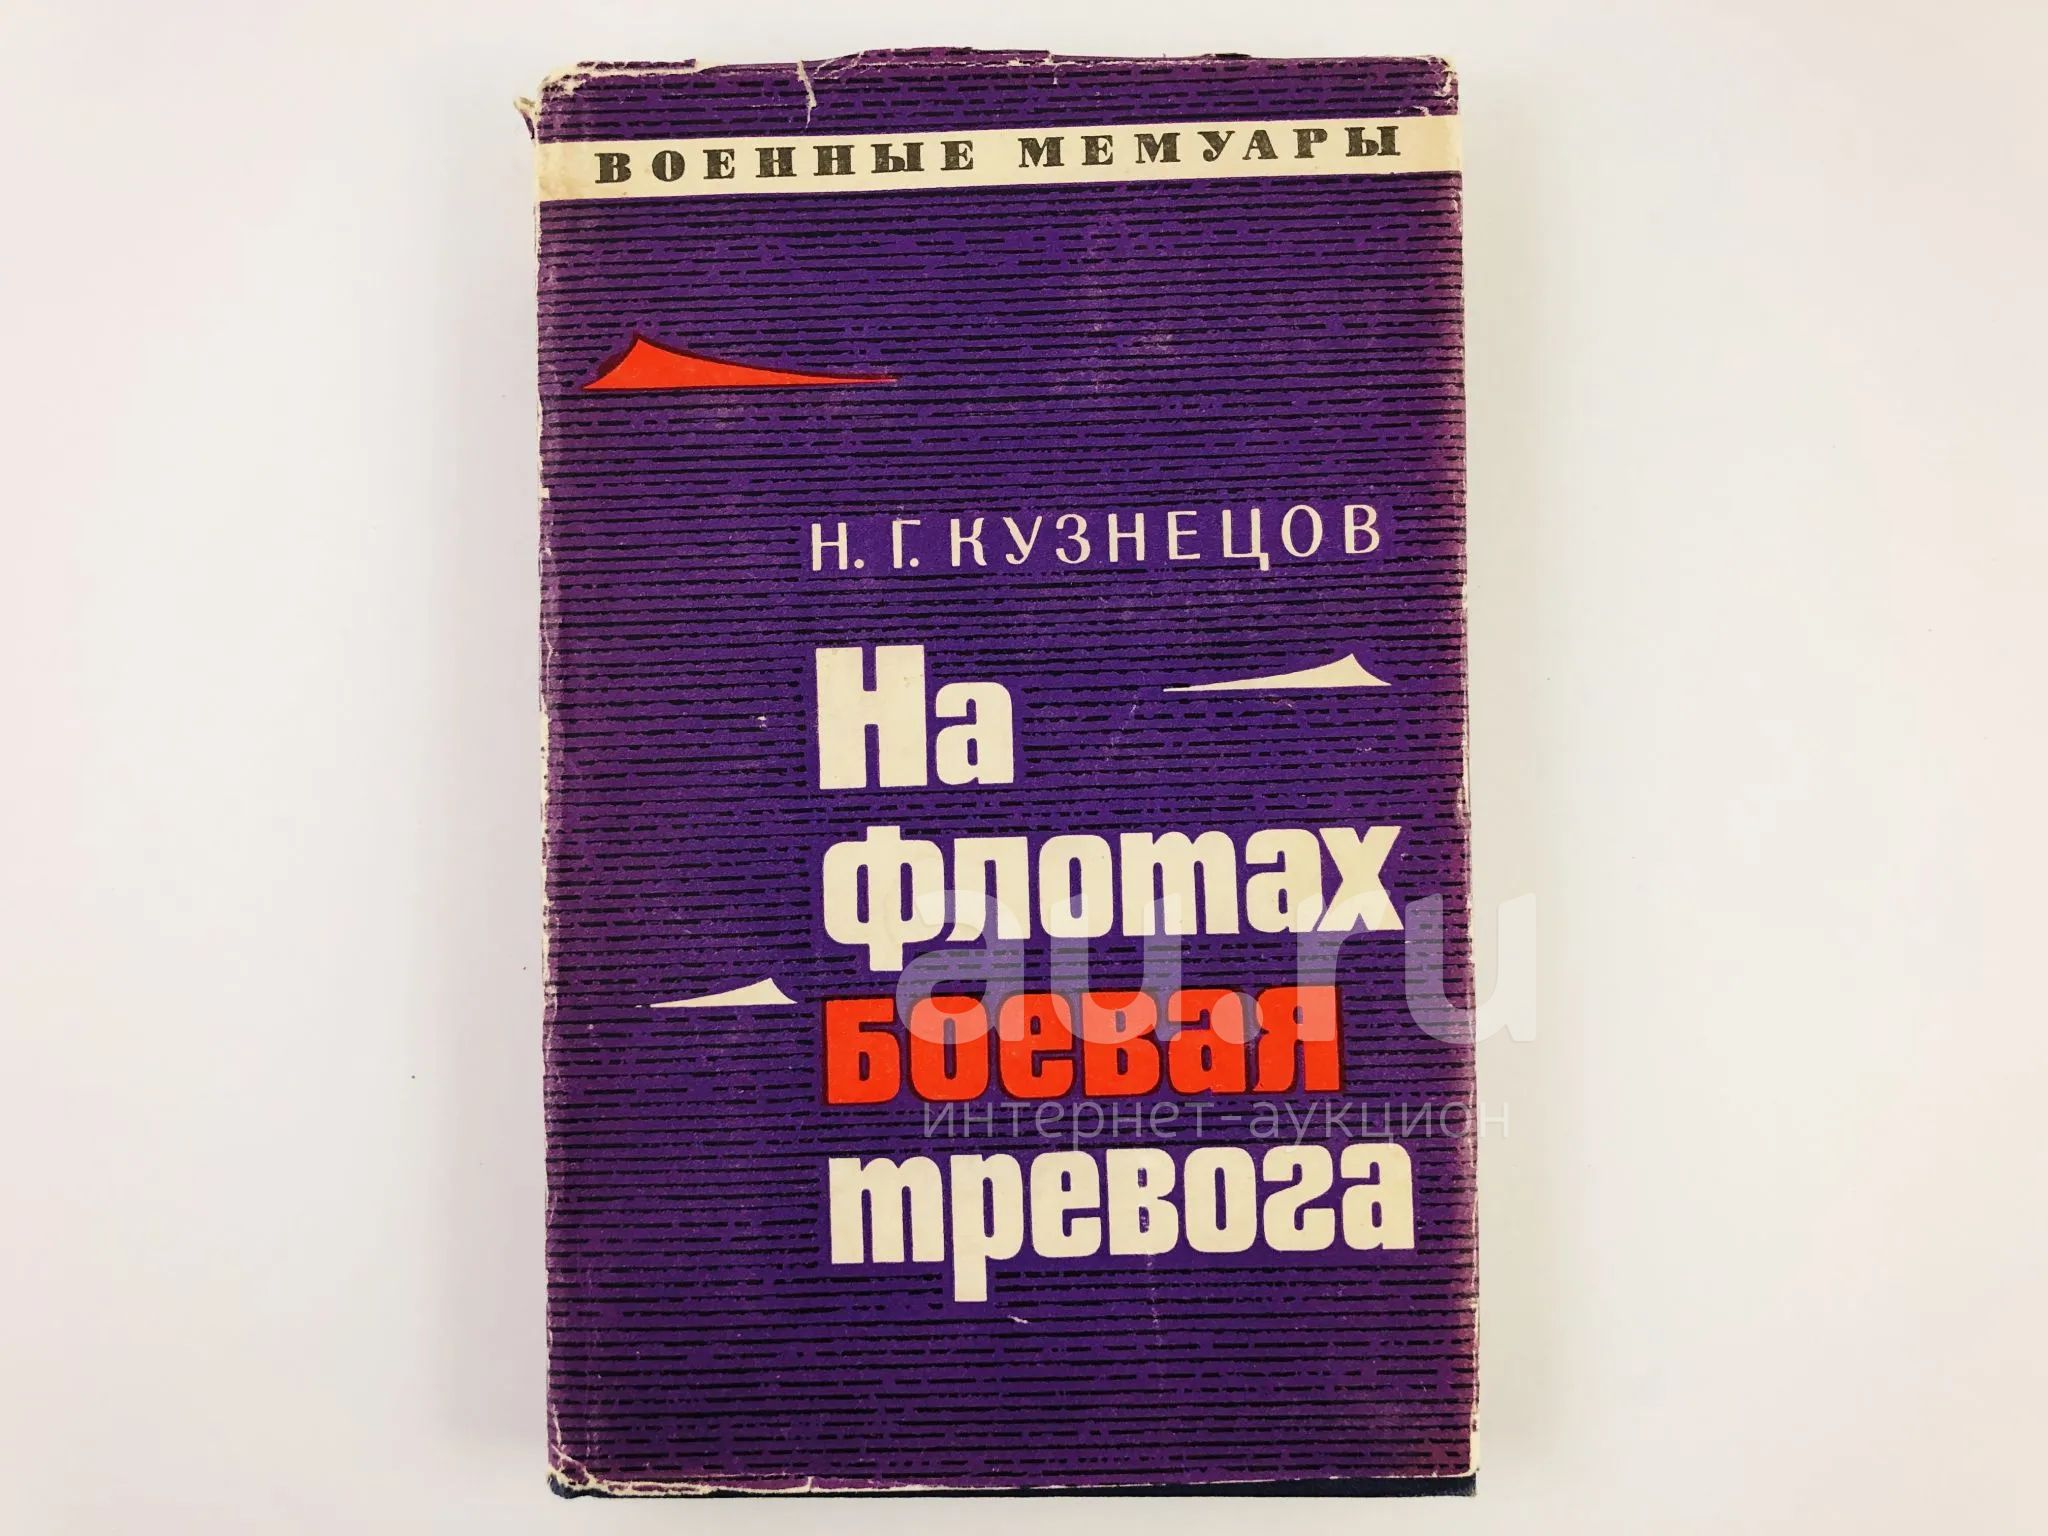 ВОЕННЫЕ МЕМУАРЫ
Н. Г. КУЗНЕЦОВ
На
флотах
боевая
тревога
au.ru
интернет-аукцион